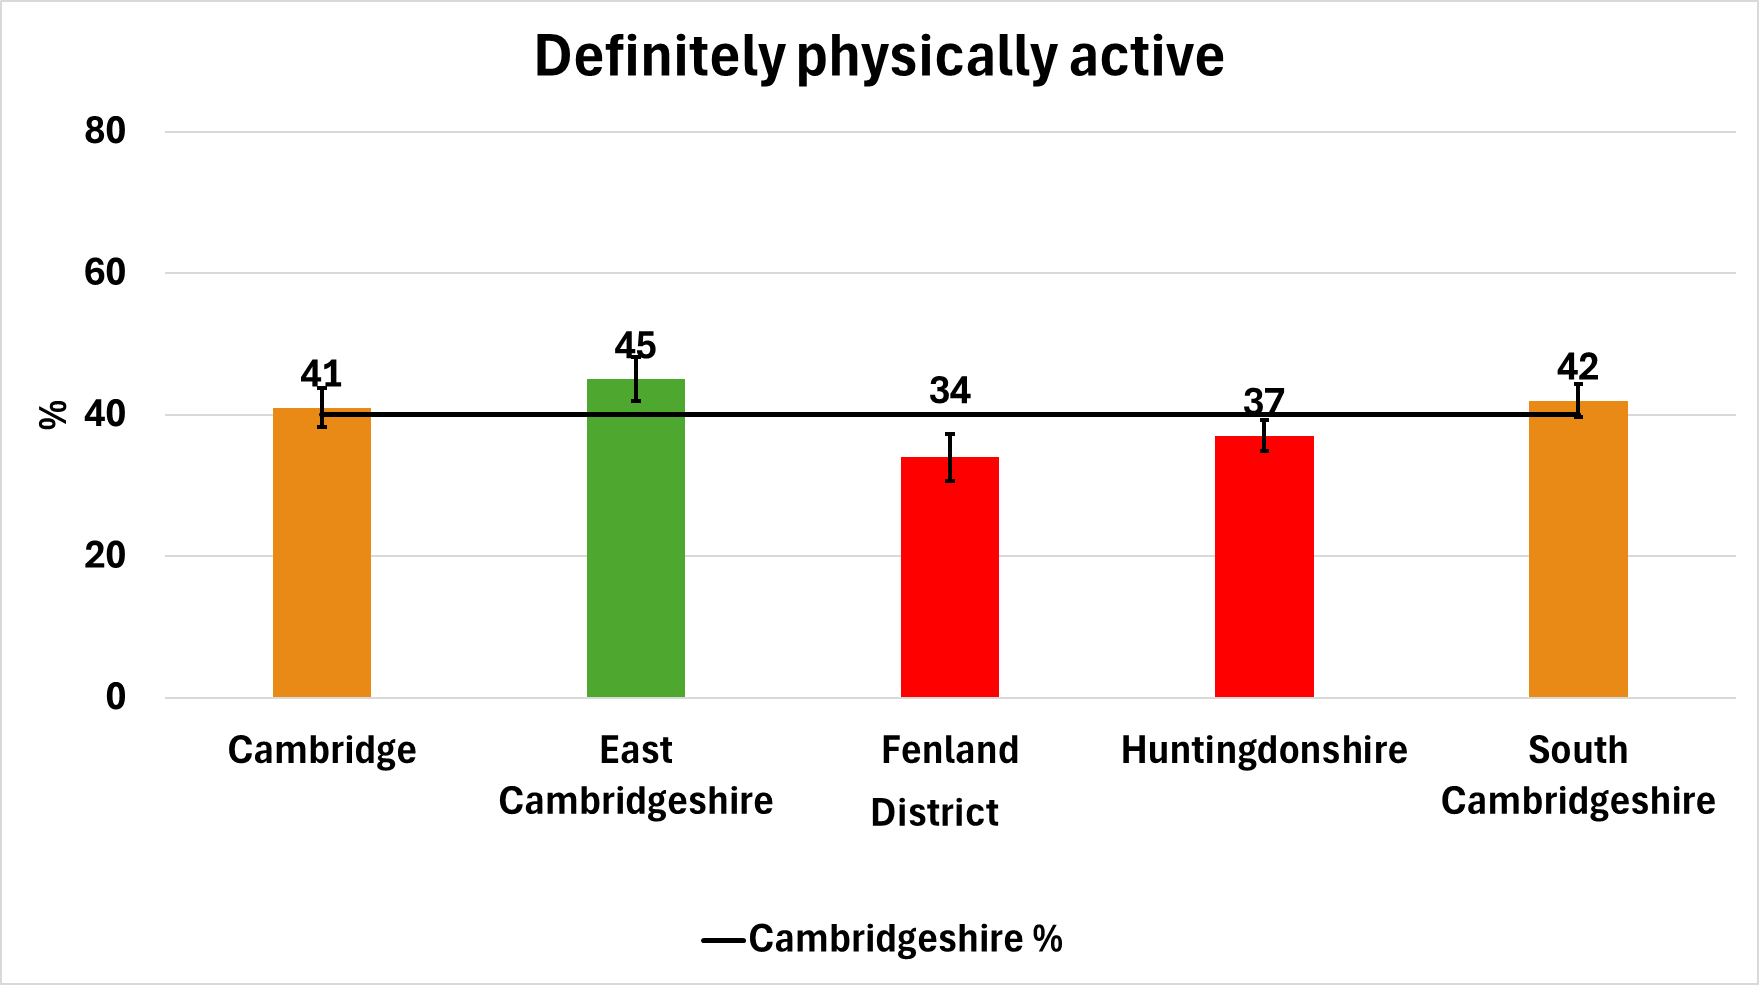 Definitely physically active
80
60
40
20
0
%
41
45
34
37
42
Cambridge
East
Cambridgeshire
Fenland
Huntingdonshire
South
Cambridgeshire
District
Cambridgeshire %